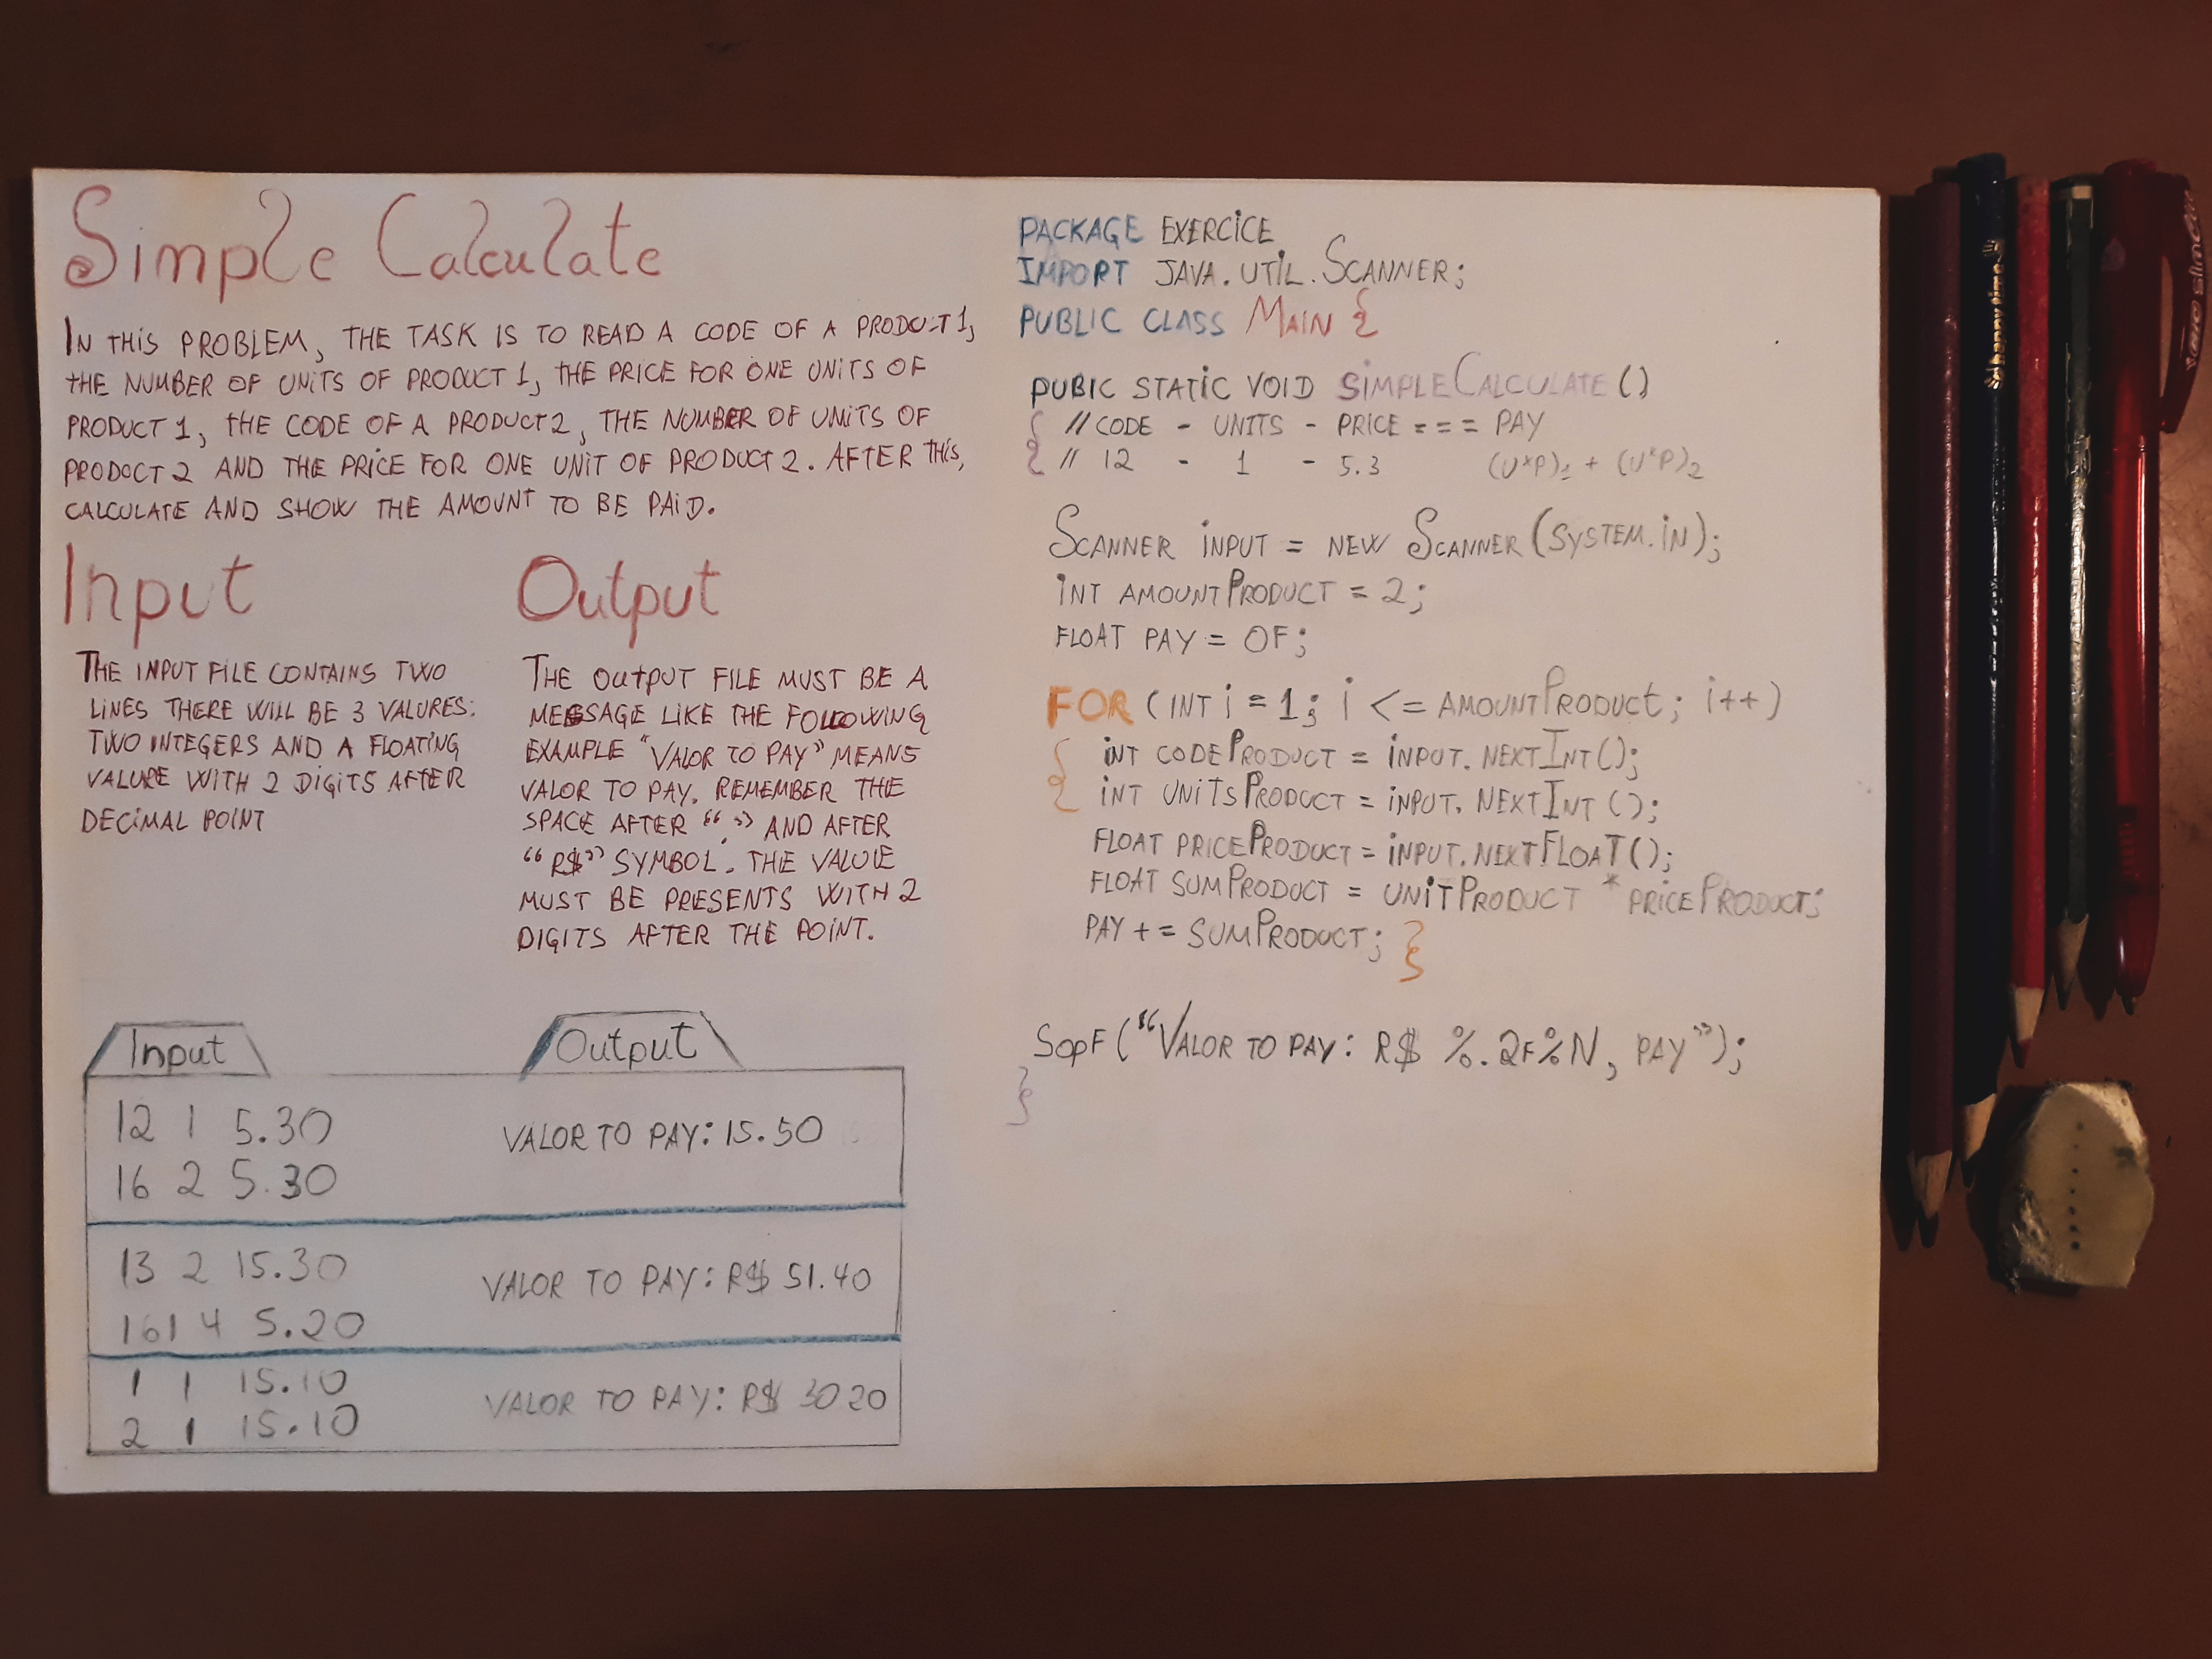 Simple Calculate
IN THIS PROBLEM, THE TASK IS TO READ A CODE OF A PRODUCT 1,
THE NUMBER OF UNITS OF PRODUCT 1, THE PRICE FOR ONE UNITS OF
PRODUCT 1, THE CODE OF A PRODUCT 2, THE NUMBER OF UNITS OF
PRODUCT 2 AND THE PRICE FOR ONE UNIT OF PRODUCT 2. AFTER THIS,
CALCULATE AND SHOW THE AMOUNT TO BE PAID.
Input
THE INPUT FILE CONTAINS TWO
LINES THERE WILL BE 3 VALURES:
TWO INTEGERS AND A FLOATING
VALURE WITH 2 DIGITS AFTER
DECIMAL POINT
Output
THE OUTPUT FILE MUST BE A
MESSAGE LIKE THE FOLLOWING
EXAMPLE "VALOR TO PAY" MEANS
VALOR TO PAY. REMEMBER THE
SPACE AFTER ":" AND AFTER
"R$" SYMBOL. THE VALUE
MUST BE PRESENTS WITH 2
DIGITS AFTER THE POINT.
Input
Output
12 1 5.30
16 2 5.30
VALOR TO PAY: 15.50
13 2 15.30
161 4 5.20
VALOR TO PAY: R$ 51.40
1 1 15.10
2 1 15.10
VALOR TO PAY: R$ 30 20
PACKAGE EXERCICE
IMPORT JAVA.UTIL.SCANNER;
PUBLIC CLASS MAIN {
PUBIC STATIC VOID SIMPLECALCULATE()
{ // CODE - UNITS - PRICE === PAY
// 12 - 1 - 5.3 (U*P)1 + (U*P)2
SCANNER INPUT = NEW SCANNER(SYSTEM.IN);
INT AMOUNTPRODUCT = 2;
FLOAT PAY = 0F;
FOR (INT i = 1; i <= AMOUNTPRODUCT; i++)
{ INT CODEPRODUCT = INPUT.NEXTINT();
INT UNITSPRODUCT = INPUT.NEXTINT();
FLOAT PRICEPRODUCT = INPUT.NEXTFLOAT();
FLOAT SUMPRODUCT = UNITPRODUCT * PRICEPRODUCT;
PAY += SUMPRODUCT; }
SOPF("VALOR TO PAY: R$ %.2F%N, PAY");
}
happy time